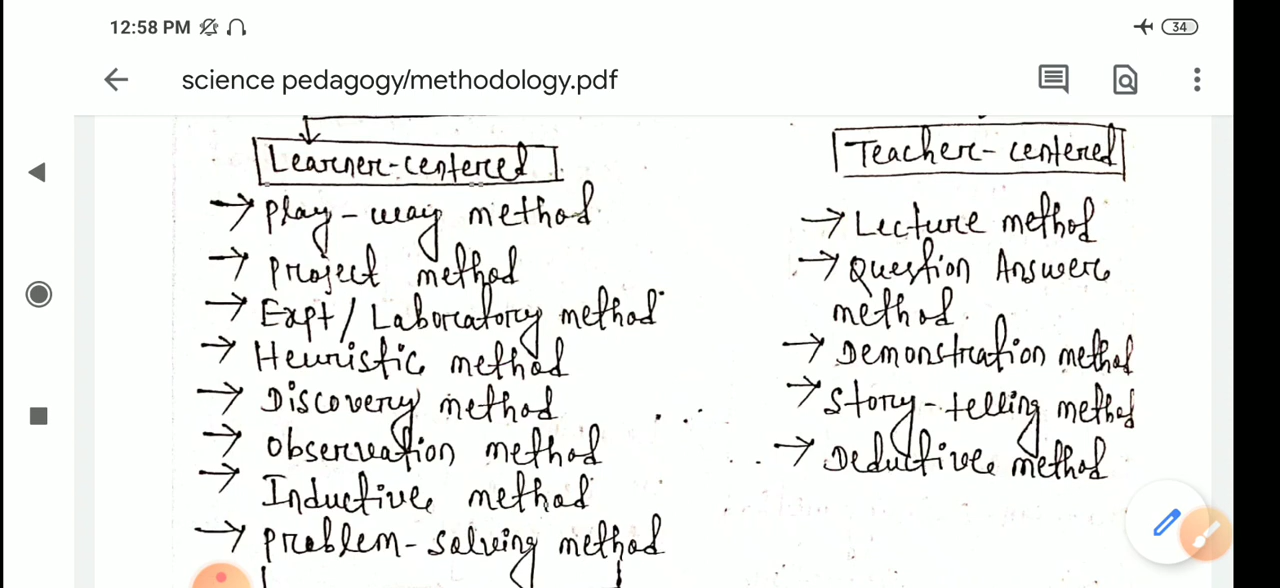 12:58 PM
34
science pedagogy/methodology.pdf
Learner-centered
→ Play-way method
→ Project method
→ Expt/Laboratory method
→ Heuristic method
→ Discovery method
→ Observation method
→ Inductive method
→ Problem-solving method
Teacher-centered
→ Lecture method
→ Question Answer
method.
→ Demonstration method
→ Story-telling method
→ Deductive method